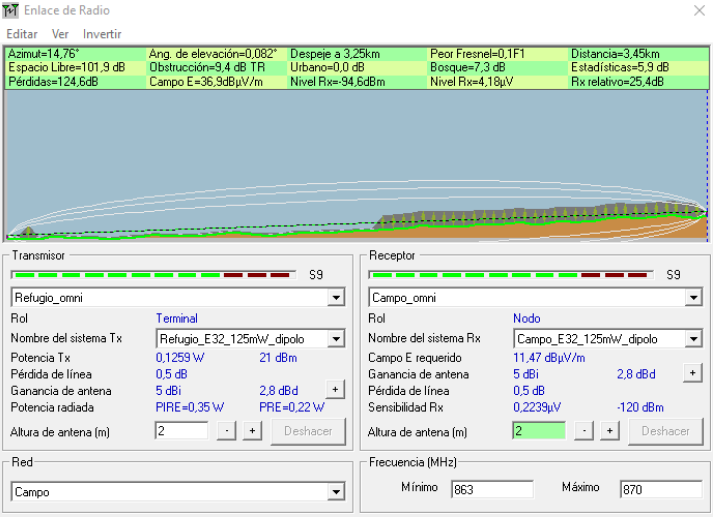 Enlace de Radio
Editar Ver Invertir
Azimut=14,76° Ang. de elevación=0,082° Despeje a 3,25km Peor Fresnel=0,1F1 Distancia=3,45km
Espacio Libre=101,9 dB Obstrucción=9,4 dB TR Urbano=0,0 dB Bosque=7,3 dB Estadísticas=5,9 dB
Pérdidas=124,6dB Campo E=36,9dBµV/m Nivel Rx=-94,6dBm Nivel Rx=4,18µV Rx relativo=25,4dB
Transmisor
S9
Refugio_omni
Rol Terminal
Nombre del sistema Tx Refugio_E32_125mW_dipolo
Potencia Tx 0,1259 W 21 dBm
Pérdida de línea 0,5 dB
Ganancia de antena 5 dBi 2,8 dBd +
Potencia radiada PIRE=0,35 W PRE=0,22 W
Altura de antena (m) 2 - + Deshacer
Receptor
S9
Campo_omni
Rol Nodo
Nombre del sistema Rx Campo_E32_125mW_dipolo
Campo E requerido 11,47 dBµV/m
Ganancia de antena 5 dBi 2,8 dBd +
Pérdida de línea 0,5 dB
Sensibilidad Rx 0,2239µV -120 dBm
Altura de antena (m) 2 - + Deshacer
Red
Campo
Frecuencia (MHz)
Mínimo 863 Máximo 870